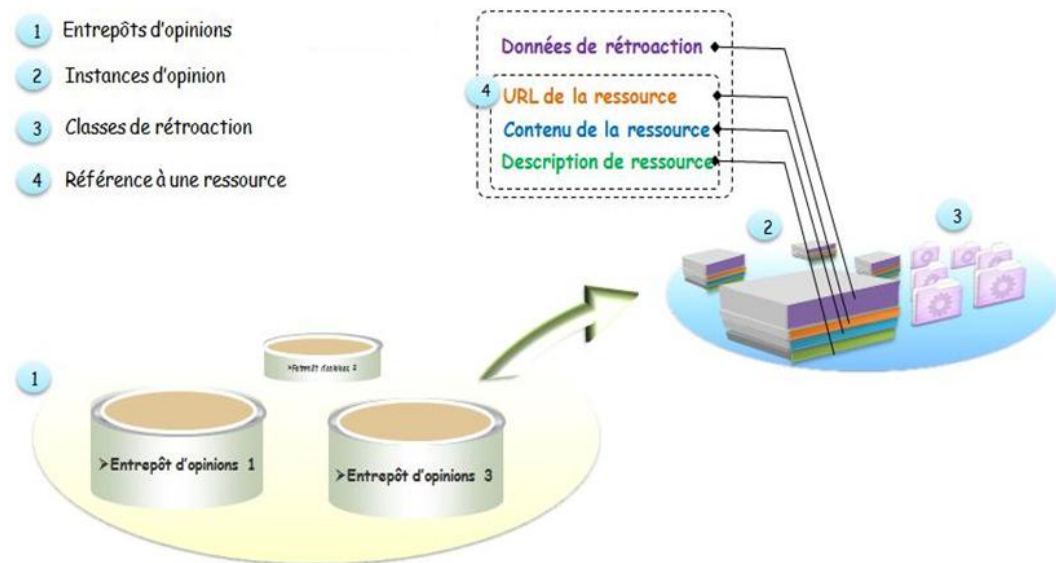 1 Entrepôts d'opinions
2 Instances d'opinion
3 Classes de rétroaction
4 Référence à une ressource
Données de rétroaction
4
URL de la ressource
Contenu de la ressource
Description de ressource
2
3
1
➤Entrepôt d'opinions 1
➤Entrepôt d'opinions 3